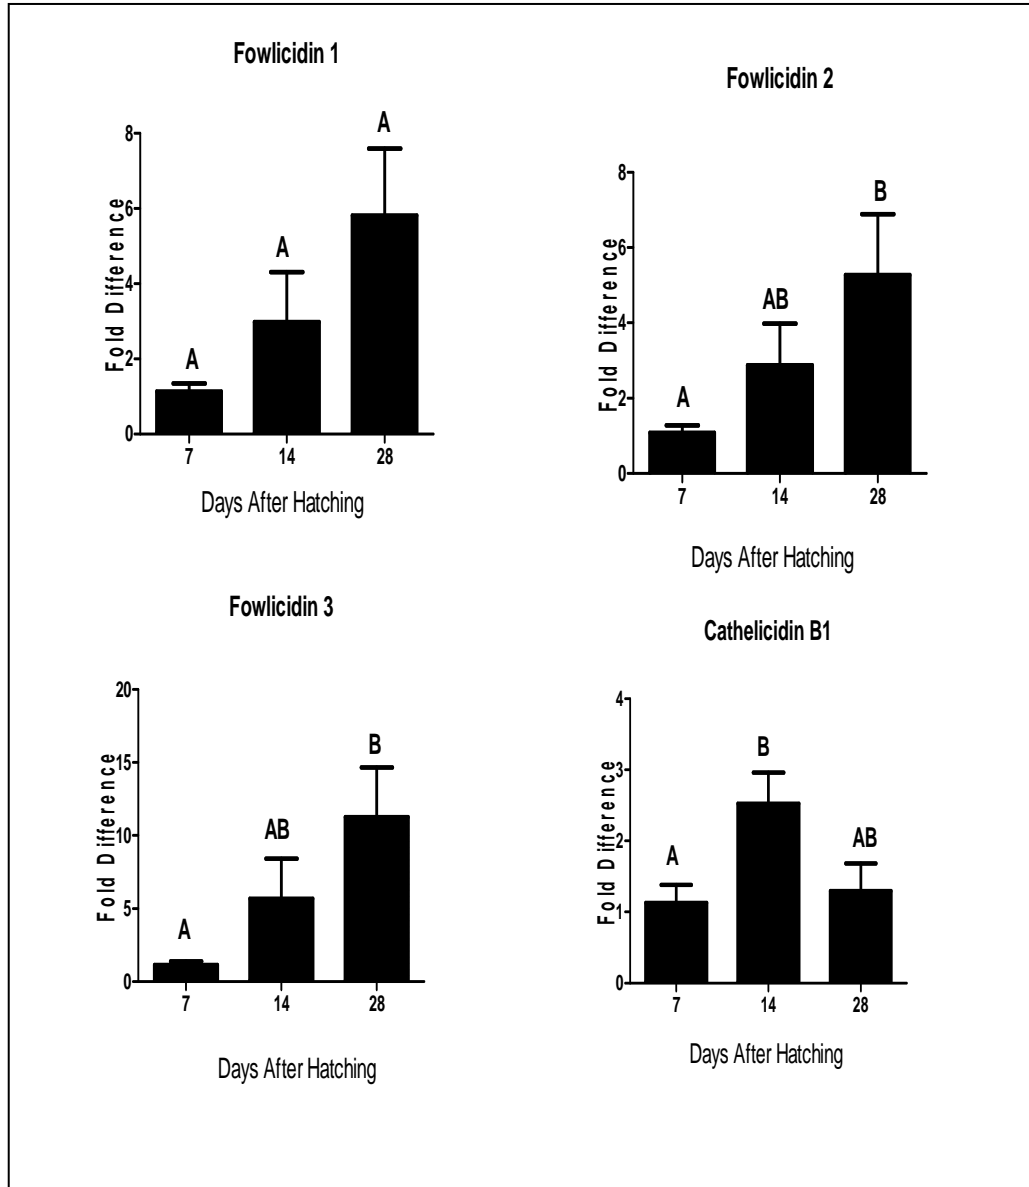 Fowlicidin 1
8
6
4
2
0
Fold Difference
A
A
A
7 14 28
Days After Hatching
Fowlicidin 2
8
6
4
2
0
Fold Difference
A
AB
B
7 14 28
Days After Hatching
Fowlicidin 3
20
15
10
5
0
Fold Difference
A
AB
B
7 14 28
Days After Hatching
Cathelicidin B1
4
3
2
1
0
Fold Difference
A
B
AB
7 14 28
Days After Hatching